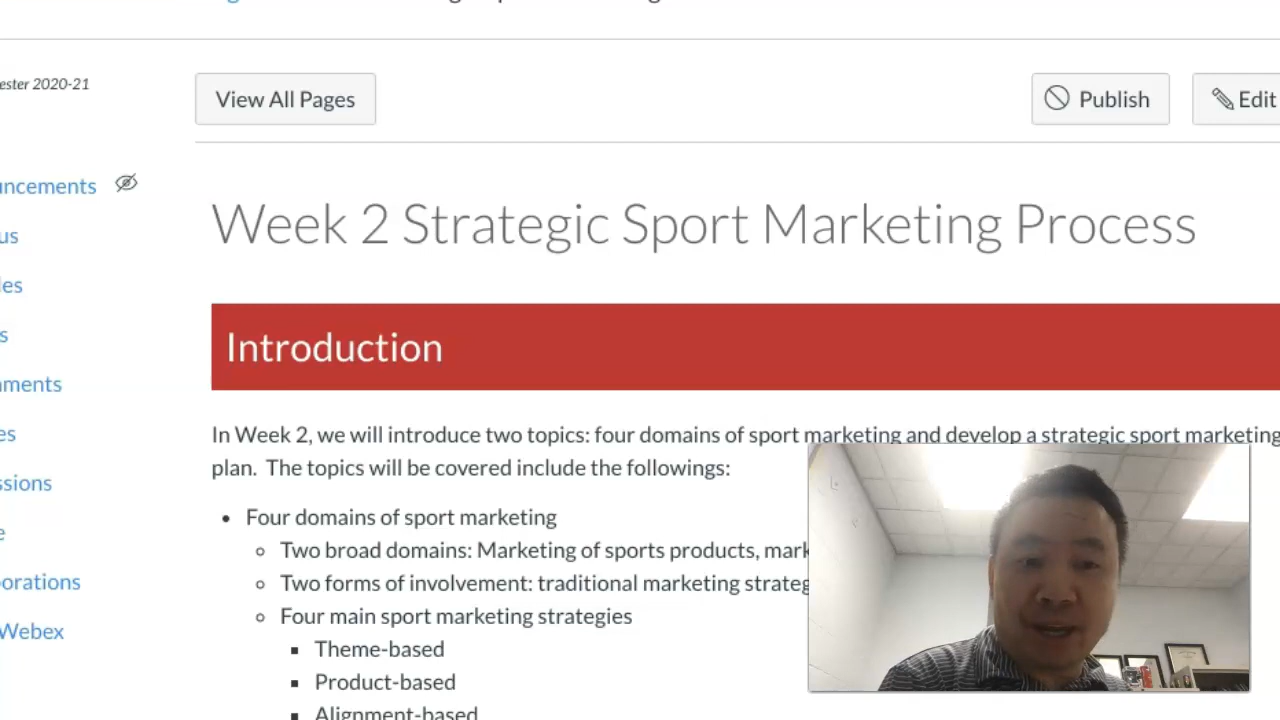 ester 2020-21
View All Pages
Publish
Edit
uncements
us
les
s
ments
es
ssions
e
orations
Webex
Week 2 Strategic Sport Marketing Process
Introduction
In Week 2, we will introduce two topics: four domains of sport marketing and develop a strategic sport marketing
plan. The topics will be covered include the followings:
Four domains of sport marketing
Two broad domains: Marketing of sports products, mark
Two forms of involvement: traditional marketing strateg
Four main sport marketing strategies
Theme-based
Product-based
Alignment-based